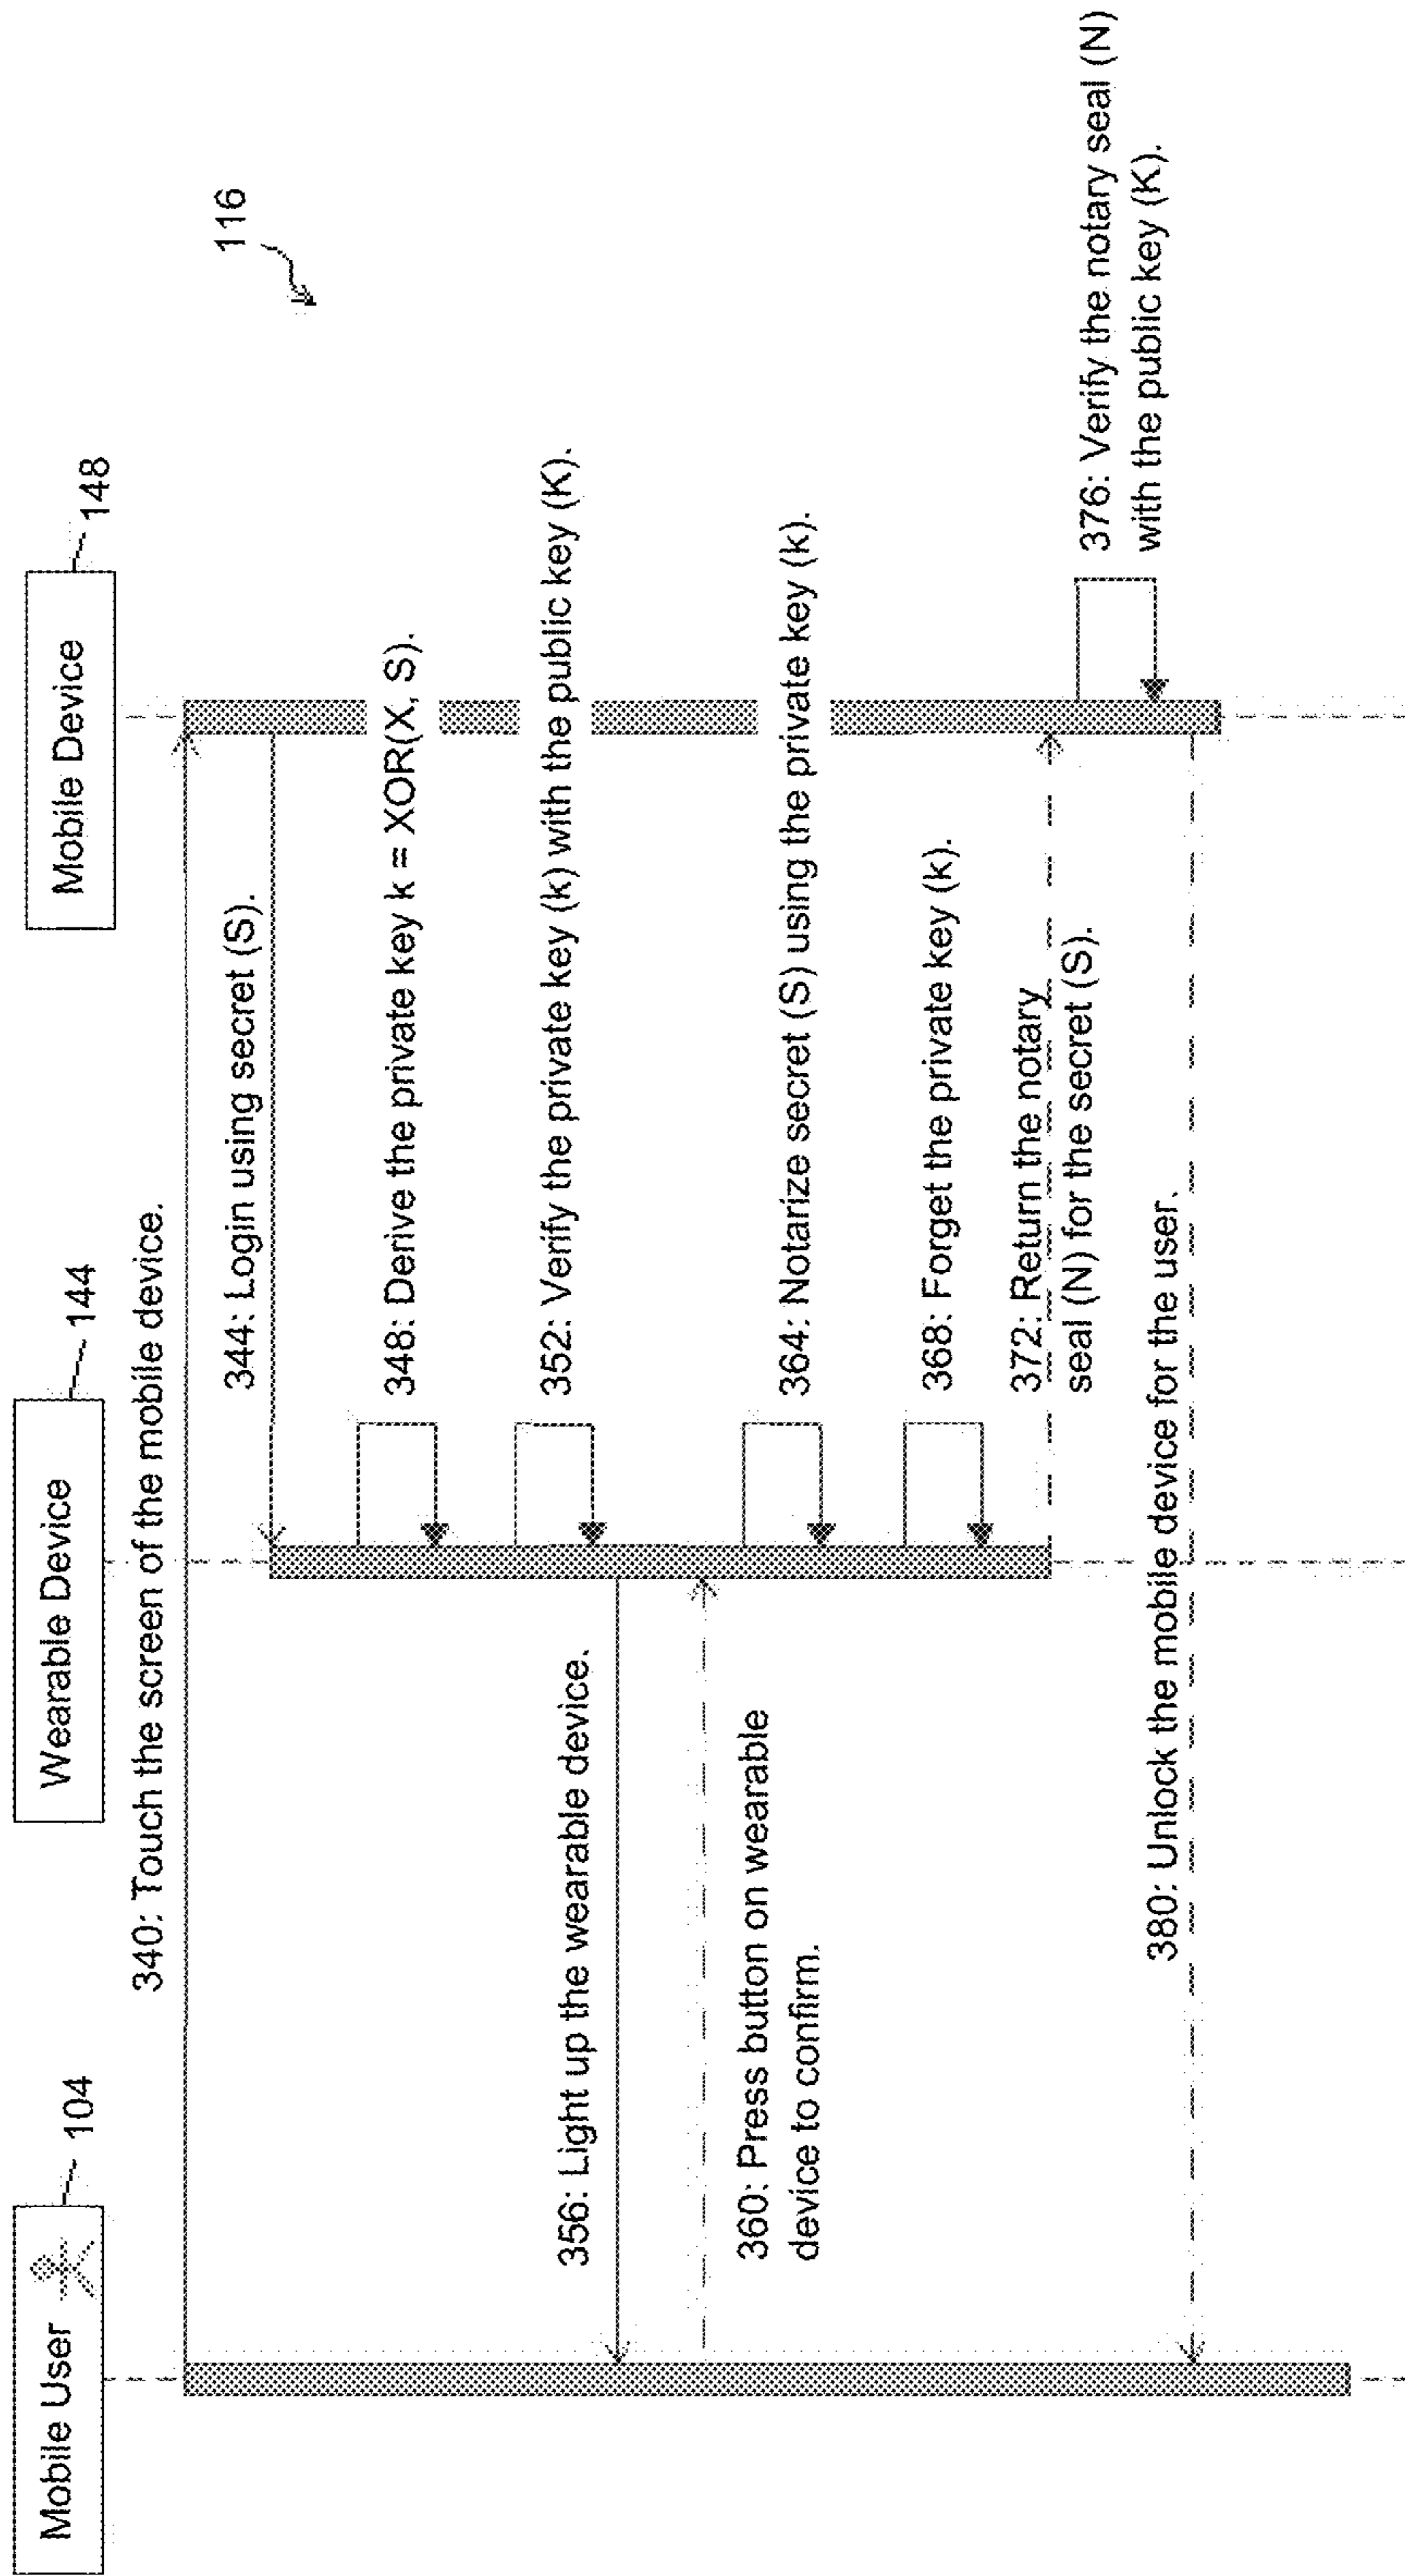 Mobile User
104
Wearable Device
144
Mobile Device
148
116
340: Touch the screen of the mobile device.
344: Login using secret (S).
348: Derive the private key k = XOR(X, S).
352: Verify the private key (k) with the public key (K).
356: Light up the wearable device.
360: Press button on wearable
device to confirm.
364: Notarize secret (S) using the private key (k).
368: Forget the private key (k).
372: Return the notary
seal (N) for the secret (S).
376: Verify the notary seal (N)
with the public key (K).
380: Unlock the mobile device for the user.